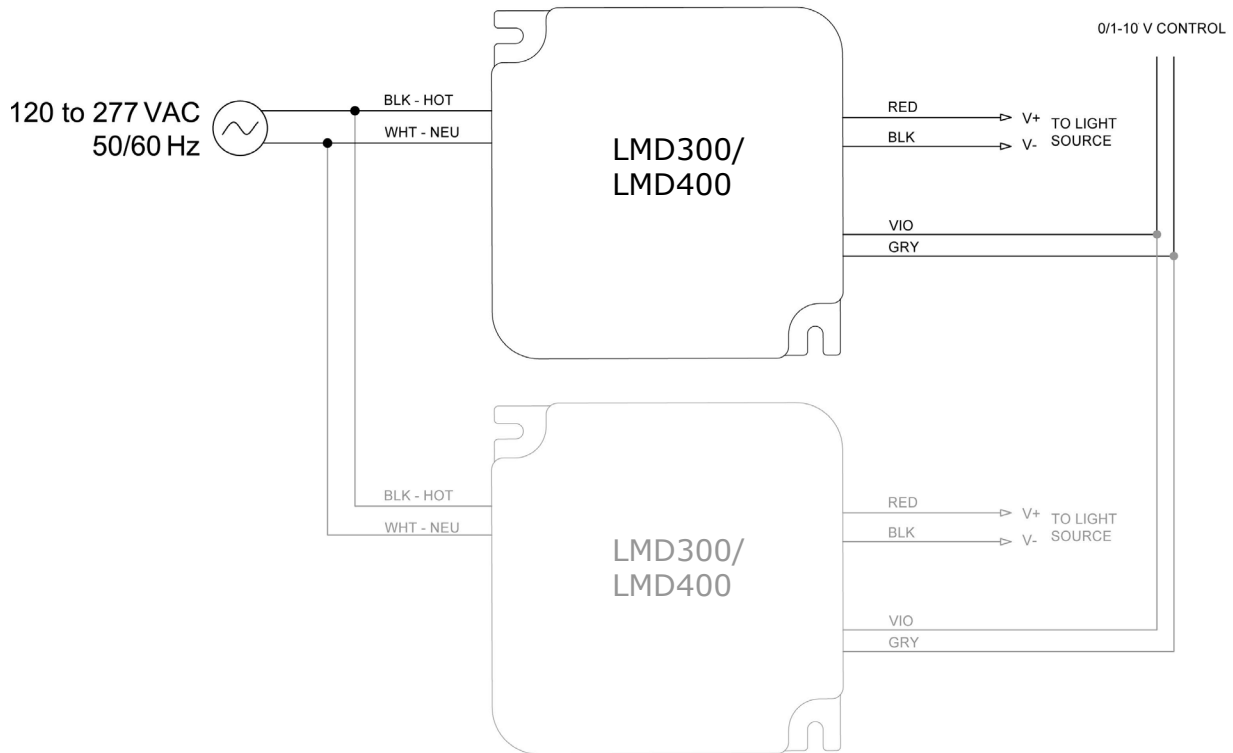 0/1-10 V CONTROL
120 to 277 VAC
50/60 Hz
BLK - HOT
WHT - NEU
LMD300/
LMD400
RED
BLK
V+
V-
TO LIGHT
SOURCE
VIO
GRY
BLK - HOT
WHT - NEU
LMD300/
LMD400
RED
BLK
V+
V-
TO LIGHT
SOURCE
VIO
GRY